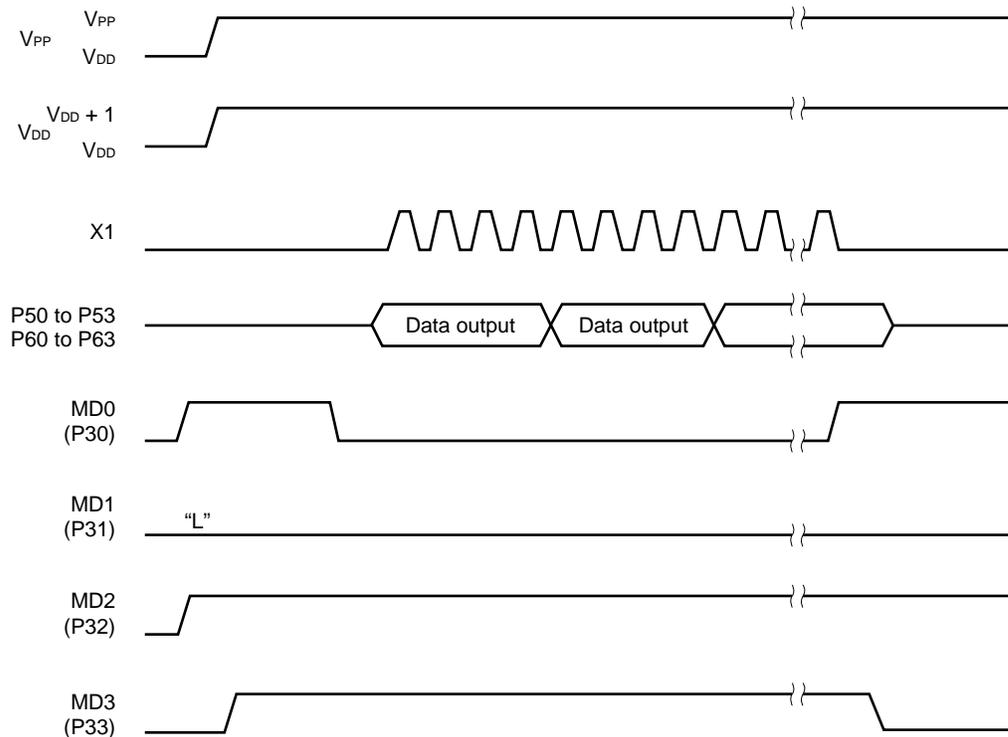 VPP
VPP
VDD
VDD + 1
VDD
VDD
X1
P50 to P53
P60 to P63
Data output
Data output
MD0
(P30)
MD1
(P31)
“L”
MD2
(P32)
MD3
(P33)